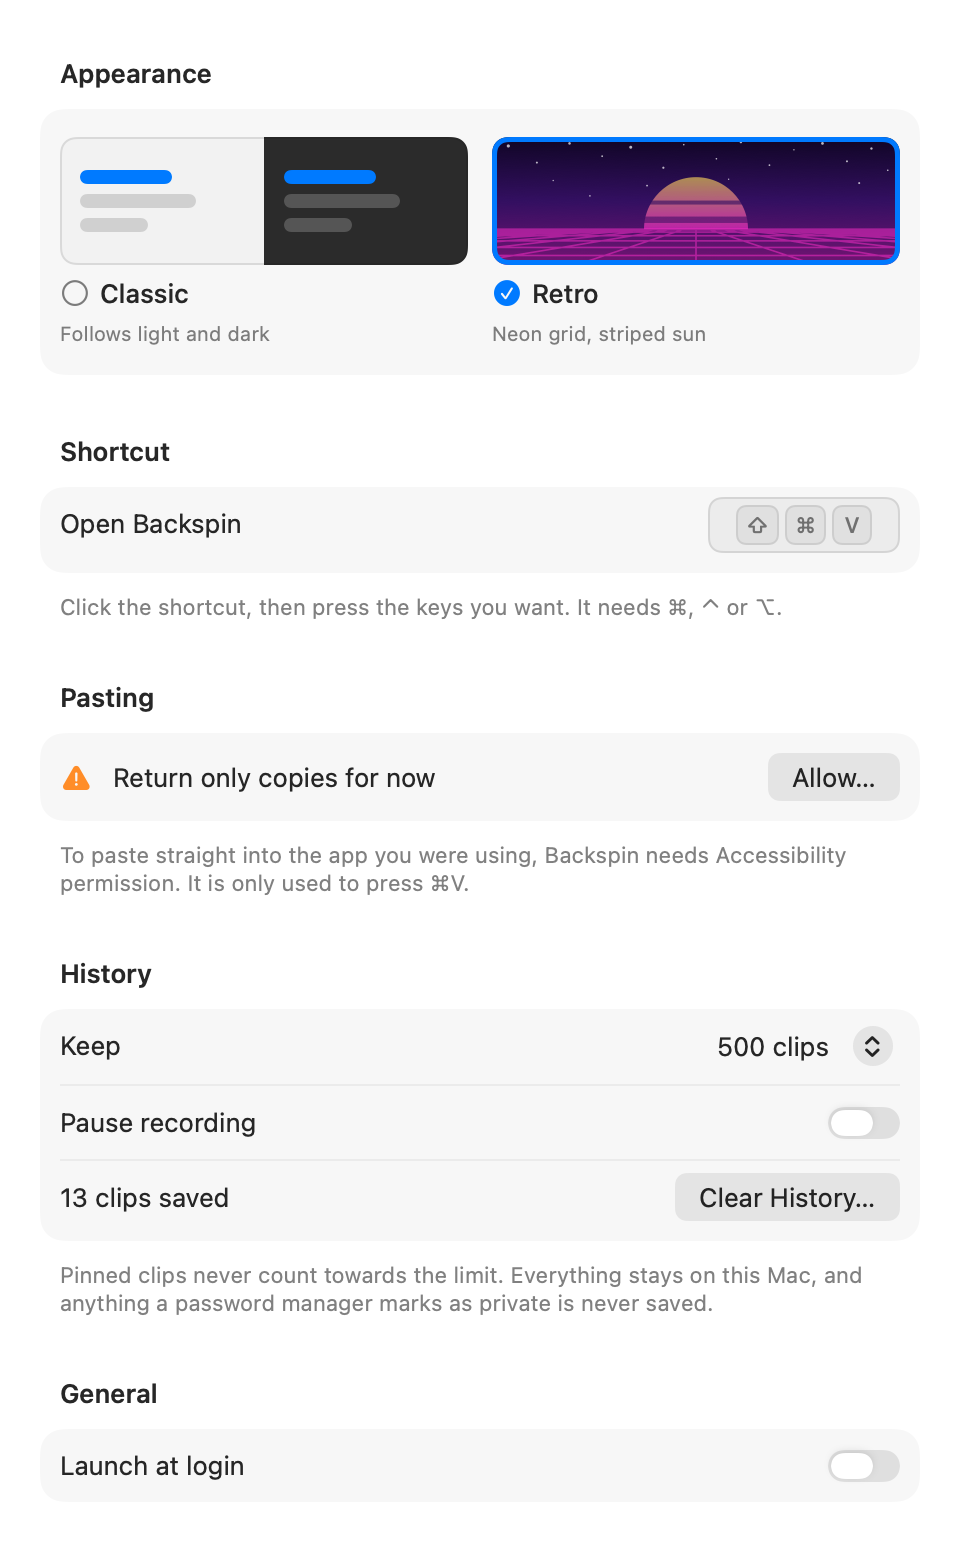 Appearance
Classic
Retro
Follows light and dark
Neon grid, striped sun
Shortcut
Open Backspin
⇧ ⌘ V
Click the shortcut, then press the keys you want. It needs ⌘, ^ or ⌥.
Pasting
Return only copies for now
Allow...
To paste straight into the app you were using, Backspin needs Accessibility
permission. It is only used to press ⌘V.
History
Keep
500 clips
Pause recording
13 clips saved
Clear History...
Pinned clips never count towards the limit. Everything stays on this Mac, and
anything a password manager marks as private is never saved.
General
Launch at login